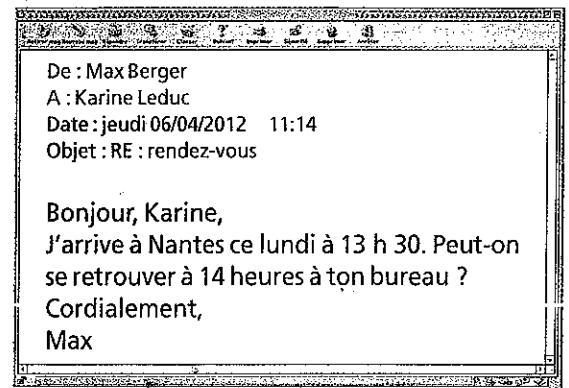 De : Max Berger
A : Karine Leduc
Date : jeudi 06/04/2012 11:14
Objet : RE : rendez-vous
Bonjour, Karine,
J'arrive à Nantes ce lundi à 13 h 30. Peut-on
se retrouver à 14 heures à ton bureau ?
Cordialement,
Max